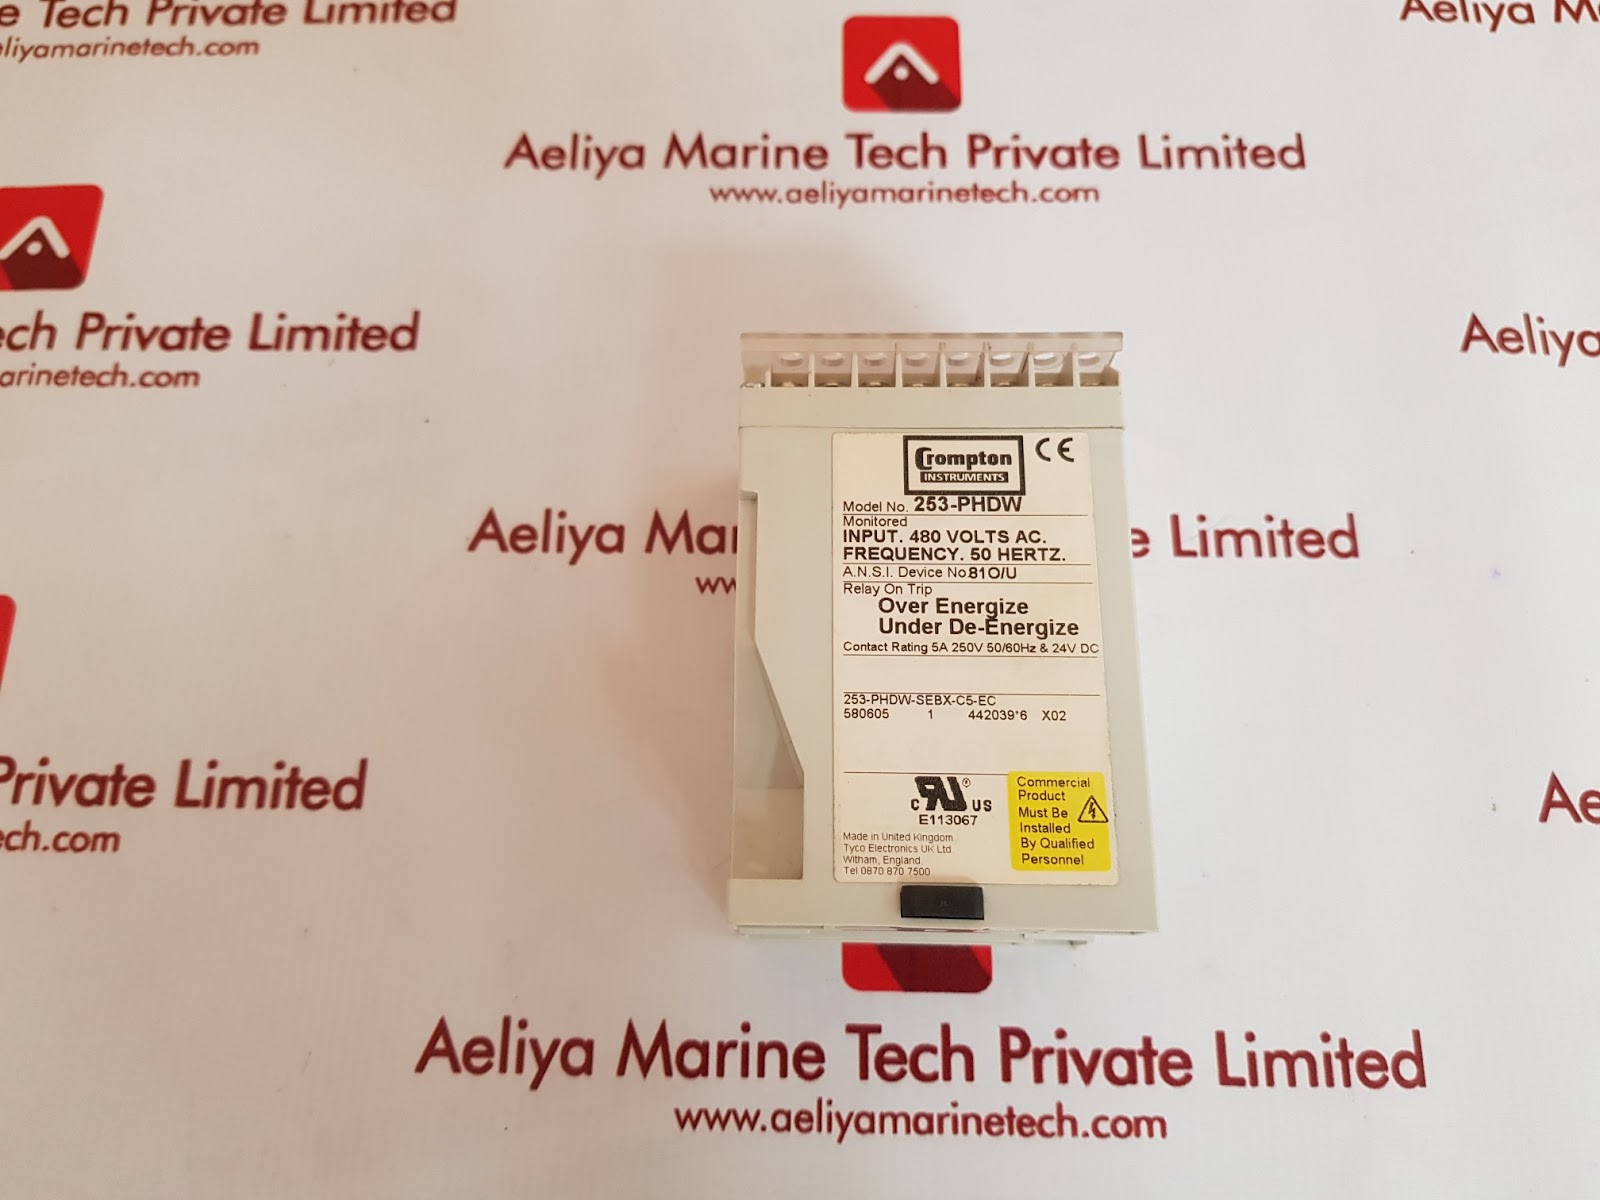 e Tech Private Limited
eliyamarinetech.com
Aeliya M
Aeliya Marine Tech Private Limited
www.aeliyamarinetech.com
ech Private Limited
arinetech.com
Aeliya
Aeliya Mar
e Limited
ww
Crompton
INSTRUMENTS
CE
Model No. 253-PHDW
Monitored
INPUT. 480 VOLTS AC.
FREQUENCY. 50 HERTZ.
A.N.S.I. Device No 81O/U
Relay On Trip
Over Energize
Under De-Energize
Contact Rating 5A 250V 50/60Hz & 24V DC
253-PHDW-SEBX-C5-EC
580605 1 442039*6 X02
c RU ® US
E113067
Made in United Kingdom.
Tyco Electronics UK Ltd
Witham, England
Tel 0870 870 7500
Commercial
Product
Must Be
Installed
By Qualified
Personnel
Private Limited
ch.com
Ae
Aeliya Marine Tech Private Limited
www.aeliyamarinetech.com